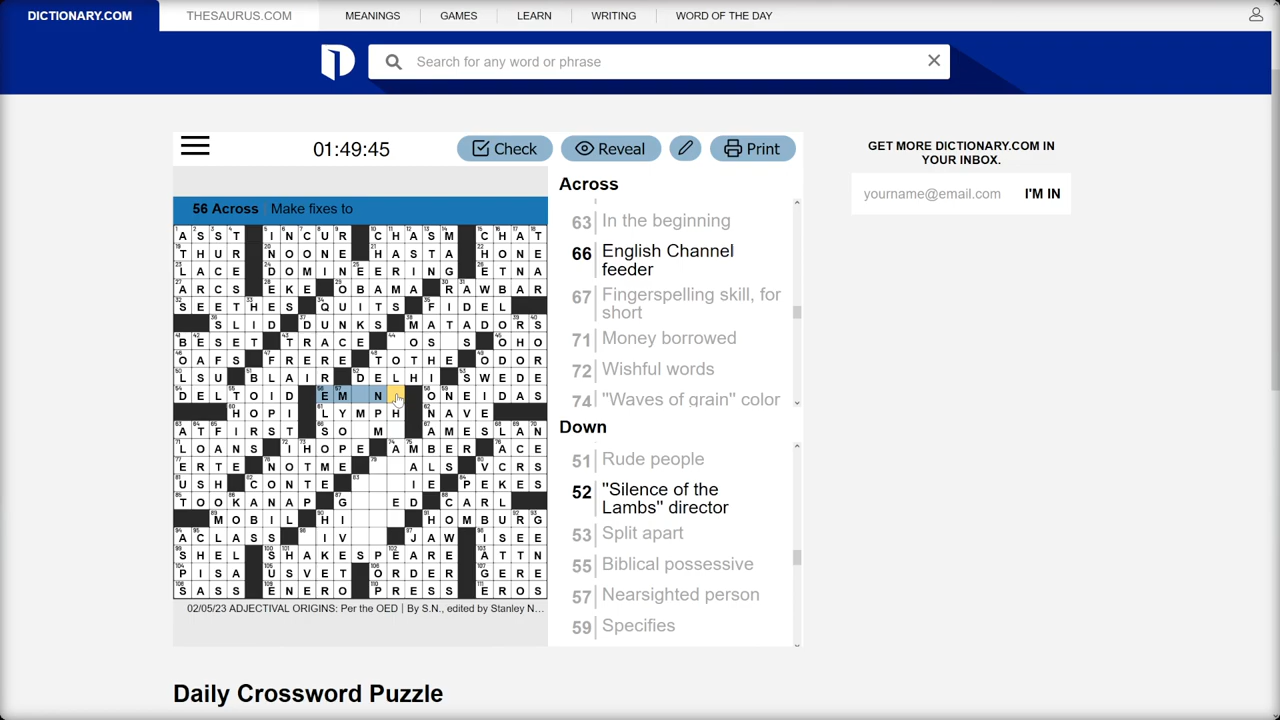 DICTIONARY.COM
THESAURUS.COM
MEANINGS
GAMES
LEARN
WRITING
WORD OF THE DAY
Search for any word or phrase
01:49:45
Check
Reveal
Print
GET MORE DICTIONARY.COM IN
YOUR INBOX.
yourname@email.com
I'M IN
56 Across Make fixes to
A S S T I N C U R C H A S M C H A T
T H U R N O O N E H A S T A H O N E
L A C E D O M I N E E R I N G E T N A
A R C S E K E O B A M A R A W B A R
S E E T H E S Q U I T S F I D E L
S L I D D U N K S M A T A D O R S
B E S E T T R A C E O S S O H O
O A F S F R E R E T O T H E O D O R
L S U B L A I R D E L H I S W E D E
D E L T O I D E M N O N E I D A S
H O P I L Y M P H N A V E
A T F I R S T S O M A M E S L A N
L O A N S I H O P E A M B E R A C E
E R T E N O T M E A L S V C R S
U S H C O N T E I E P E K E S
T O O K A N A P G E D C A R L
M O B I L H I H O M B U R G
A C L A S S I V J A W I S E E
S H E L S H A K E S P E A R E A T T N
P I S A U S V E T O R D E R G E R E
S A S S E N E R O P R E S S E R O S
02/05/23 ADJECTIVAL ORIGINS: Per the OED | By S.N., edited by Stanley N...
Across
63 In the beginning
66 English Channel
feeder
67 Fingerspelling skill, for
short
71 Money borrowed
72 Wishful words
74 "Waves of grain" color
Down
51 Rude people
52 "Silence of the
Lambs" director
53 Split apart
55 Biblical possessive
57 Nearsighted person
59 Specifies
Daily Crossword Puzzle